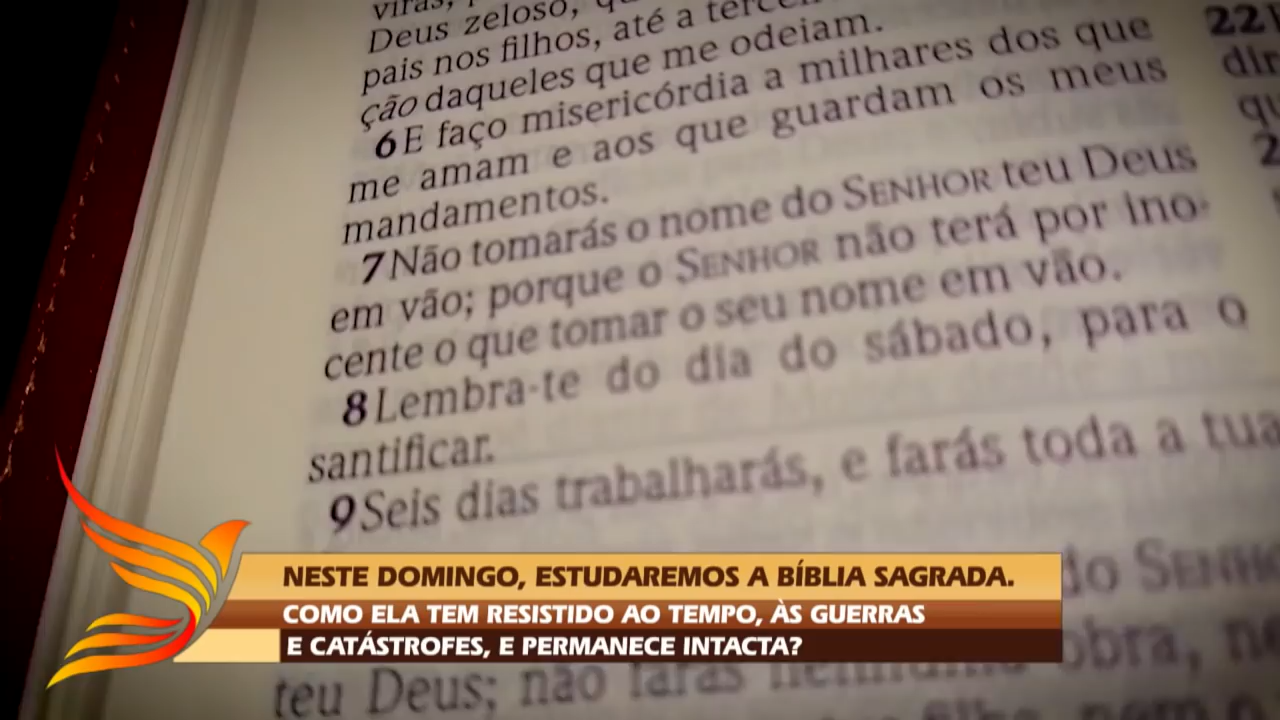 Deus zeloso,
pais nos filhos, até a
ção daqueles que me odeiam.
6 E faço misericórdia a milhares dos que
me amam e aos que guardam os meus
mandamentos.
7 Não tomarás o nome do SENHOR teu Deus
em vão; porque o SENHOR não terá por ino-
cente o que tomar o seu nome em vão.
8 Lembra-te do dia do sábado, para o
santificar.
9 Seis dias trabalharás, e farás toda a tua
do SENHO
obra,
teu Deus; não farás
22
NESTE DOMINGO, ESTUDAREMOS A BÍBLIA SAGRADA.
COMO ELA TEM RESISTIDO AO TEMPO, ÀS GUERRAS
E CATÁSTROFES, E PERMANECE INTACTA?